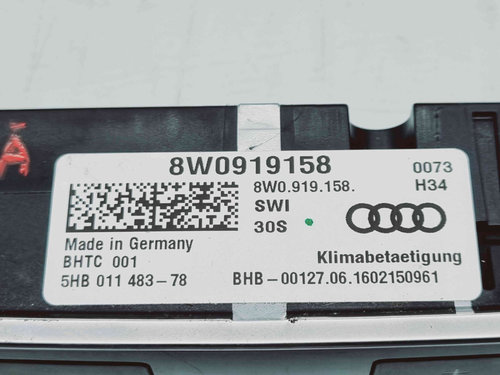 Ä
8W0919158 0073
8W0.919.158. H34
SWI
30S
Made in Germany
BHTC 001 Klimabetaetigung
5HB 011 483-78 BHB-00127.06.1602150961